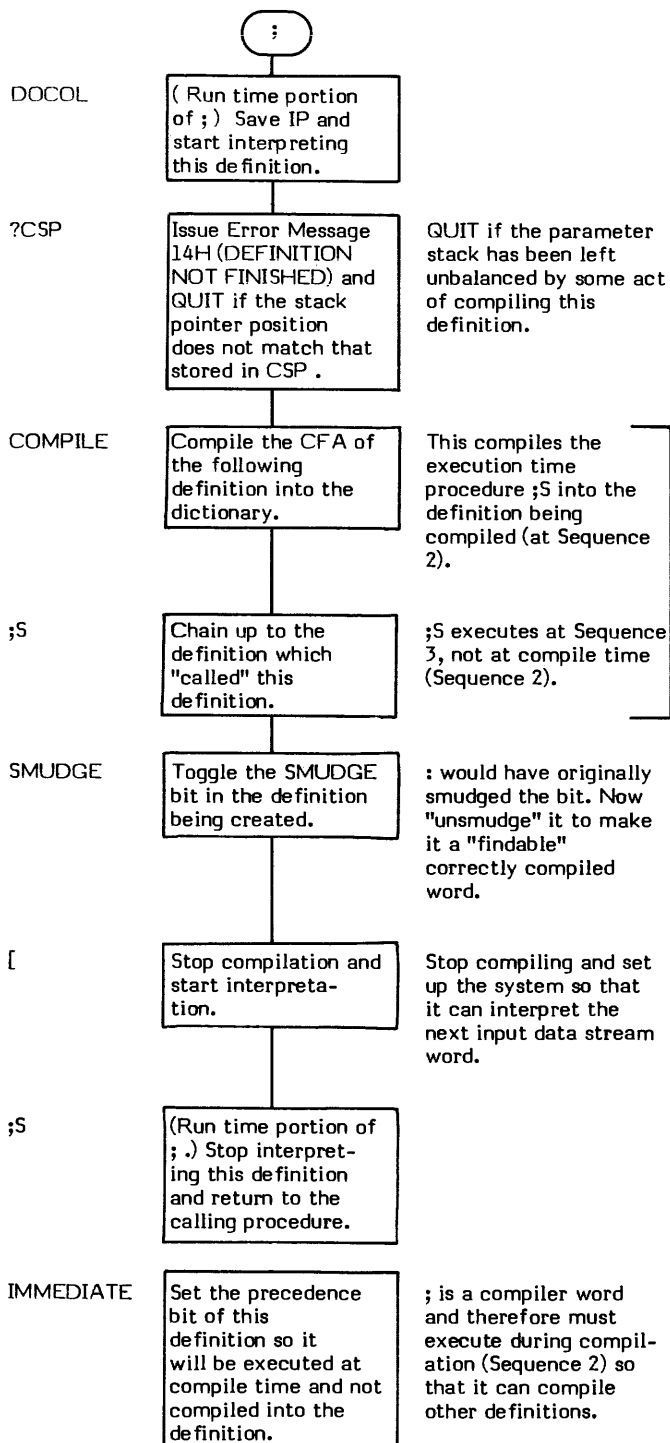 ;
DOCOL
( Run time portion
of ; ) Save IP and
start interpreting
this definition.
?CSP
Issue Error Message
14H (DEFINITION
NOT FINISHED) and
QUIT if the stack
pointer position
does not match that
stored in CSP .
QUIT if the parameter
stack has been left
unbalanced by some act
of compiling this
definition.
COMPILE
Compile the CFA of
the following
definition into the
dictionary.
This compiles the
execution time
procedure ;S into the
definition being
compiled (at Sequence
2).
;S
Chain up to the
definition which
"called" this
definition.
;S executes at Sequence
3, not at compile time
(Sequence 2).
SMUDGE
Toggle the SMUDGE
bit in the definition
being created.
: would have originally
smudged the bit. Now
"unsmudge" it to make
it a "findable"
correctly compiled
word.
[
Stop compilation and
start interpreta-
tion.
Stop compiling and set
up the system so that
it can interpret the
next input data stream
word.
;S
(Run time portion of
; .) Stop interpret-
ing this definition
and return to the
calling procedure.
IMMEDIATE
Set the precedence
bit of this
definition so it
will be executed at
compile time and not
compiled into the
definition.
; is a compiler word
and therefore must
execute during compil-
ation (Sequence 2) so
that it can compile
other definitions.